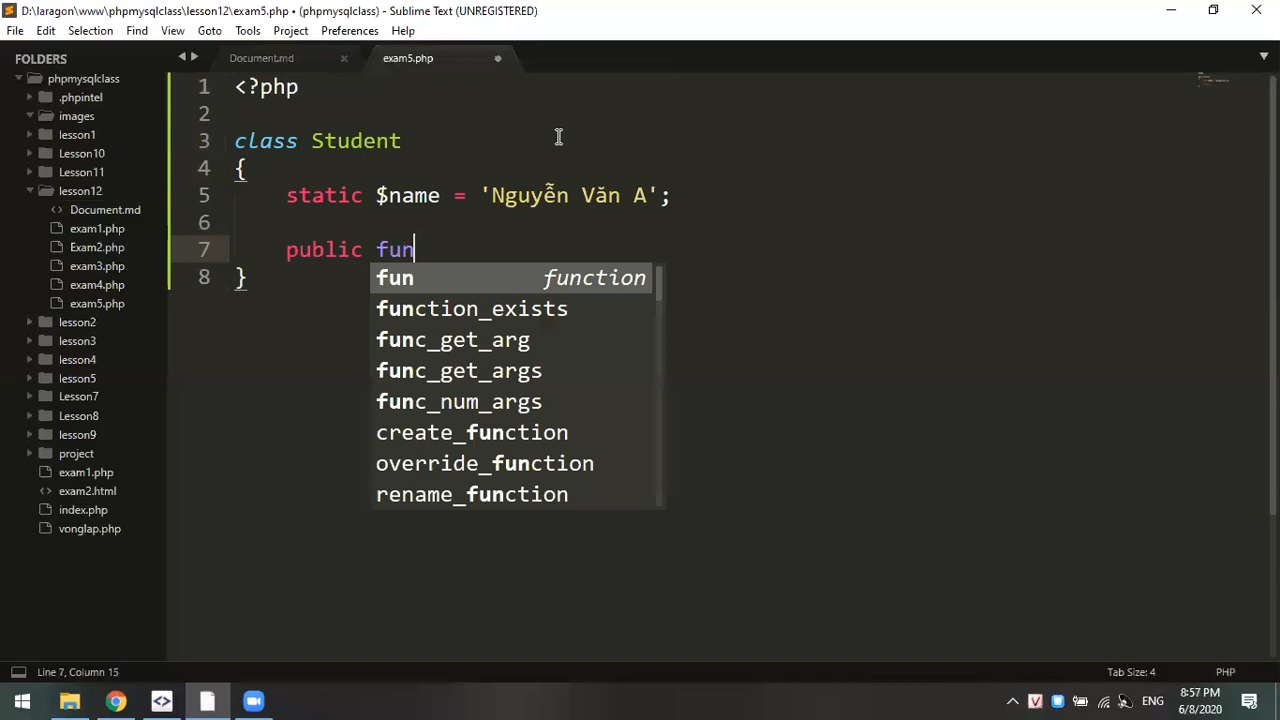 D:\laragon\www\phpmysqlclass\lesson12\exam5.php • (phpmysqlclass) - Sublime Text (UNREGISTERED)
File Edit Selection Find View Goto Tools Project Preferences Help
FOLDERS
phpmysqlclass
.phpintel
images
lesson1
Lesson10
Lesson11
lesson12
Document.md
exam1.php
Exam2.php
exam3.php
exam4.php
exam5.php
lesson2
lesson3
lesson4
lesson5
Lesson7
Lesson8
lesson9
project
exam1.php
exam2.html
index.php
vonglap.php
Document.md
exam5.php
1 <?php
2
3 class Student
4 {
5 static $name = 'Nguyễn Văn A';
6
7 public fun
8 }
fun function
function_exists
func_get_arg
func_get_args
func_num_args
create_function
override_function
rename_function
Line 7, Column 15
Tab Size: 4
PHP
ENG
8:57 PM
6/8/2020